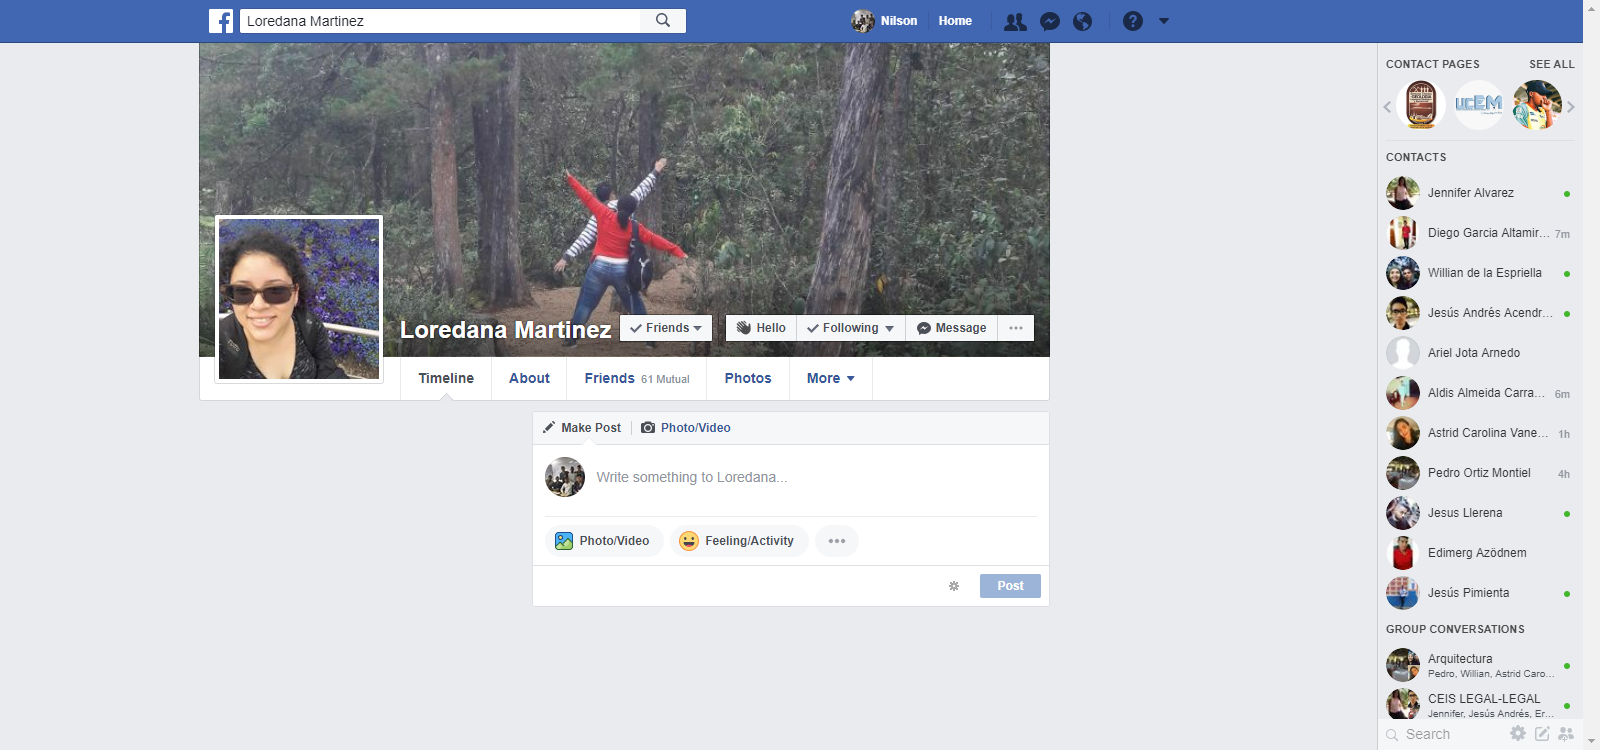 Loredana Martinez
Nilson
Home
Loredana Martinez
Friends
Hello
Following
Message
Timeline
About
Friends 61 Mutual
Photos
More
Make Post
Photo/Video
Write something to Loredana...
Photo/Video
Feeling/Activity
Post
CONTACT PAGES
SEE ALL
UCEM
CONTACTS
Jennifer Alvarez
Diego Garcia Altamir... 7m
Willian de la Espriella
Jesús Andrés Acendr...
Ariel Jota Arnedo
Aldis Almeida Carra... 6m
Astrid Carolina Vane... 1h
Pedro Ortiz Montiel 4h
Jesus Llerena
Edimerg Azödnem
Jesús Pimienta
GROUP CONVERSATIONS
Arquitectura
Pedro, Willian, Astrid Caro...
CEIS LEGAL-LEGAL
Jennifer, Jesús Andrés, Er...
Search